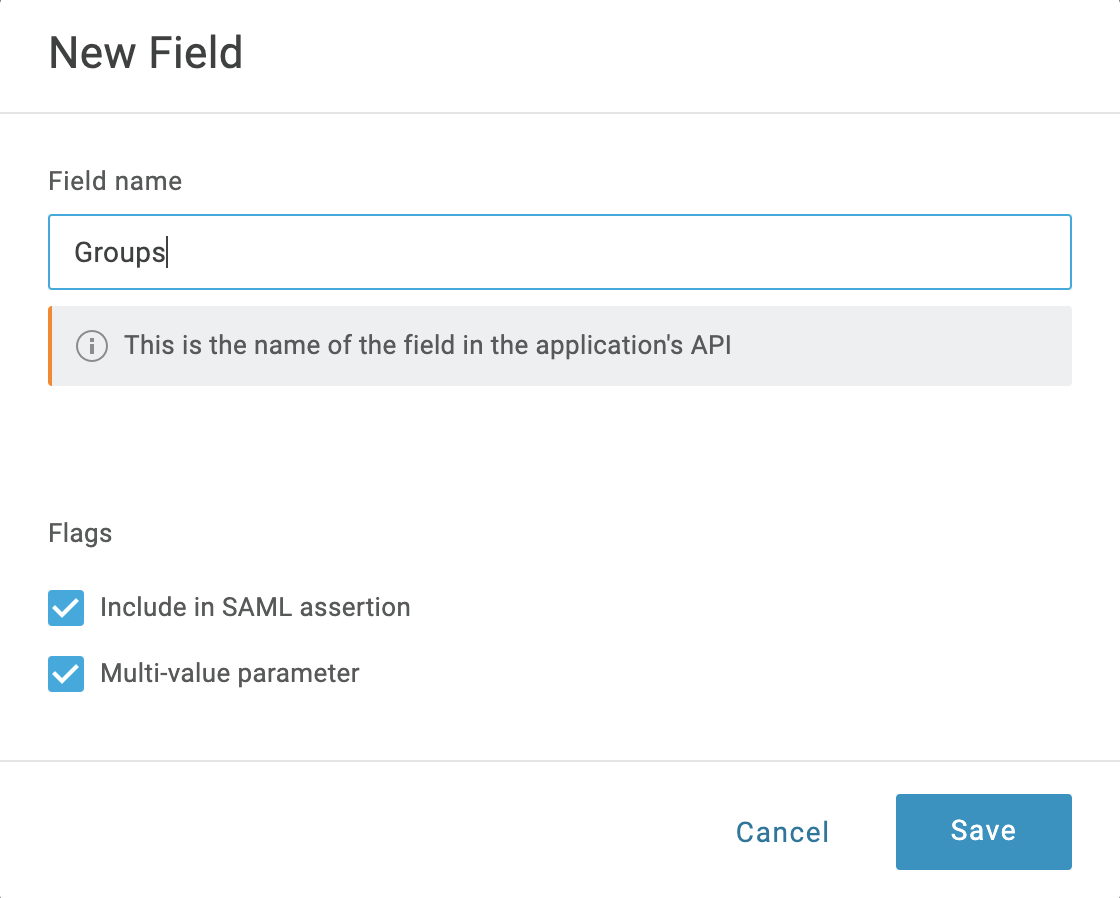 New Field
Field name
Groups
This is the name of the field in the application's API
Flags
Include in SAML assertion
Multi-value parameter
Cancel
Save